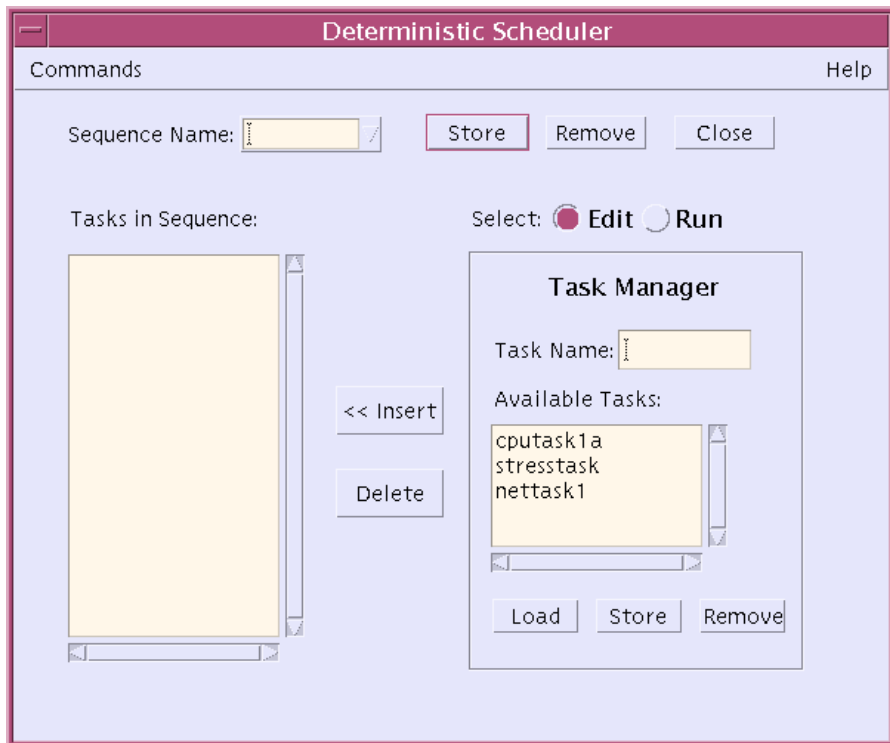 Deterministic Scheduler
Commands Help
Sequence Name: Store Remove Close
Tasks in Sequence: Select: Edit Run
Task Manager
Task Name:
Available Tasks:
<< Insert
cputask1a
stresstask
nettask1
Delete
Load Store Remove